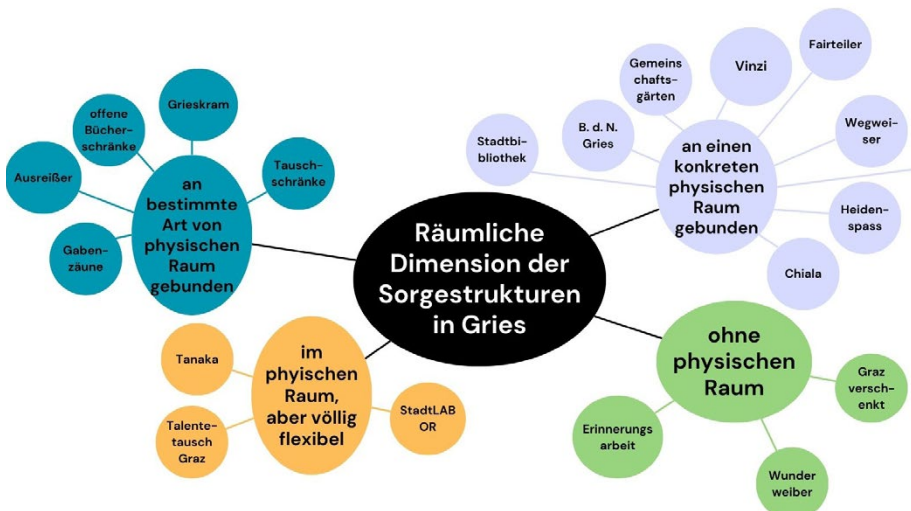 Räumliche
Dimension der
Sorgestrukturen
in Gries
an
bestimmte
Art von
physischen
Raum
gebunden
Grieskram
offene
Bücher-
schränke
Ausreißer
Tausch-
schränke
Gaben-
zäune
an einen
konkreten
physischen
Raum
gebunden
Stadtbi-
bliothek
B. d. N.
Gries
Gemeins
chafts-
gärten
Vinzi
Fairteiler
Wegwei-
ser
Heiden-
spass
Chiala
im
phyischen
Raum,
aber völlig
flexibel
Tanaka
Talente-
tausch
Graz
StadtLAB
OR
ohne
physischen
Raum
Graz
versch-
enkt
Erinnerungs
arbeit
Wunder
weiber